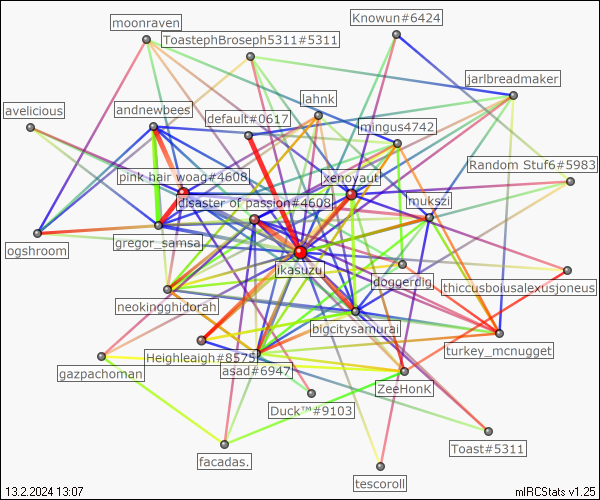 moonraven
Knowun#6424
ToastephBroseph5311#5311
jarlbreadmaker
lahnk
avelicious
andnewbees
default#0617
mingus4742
Random Stuf6#5983
pink hair woag#4608
xenoyaut
disaster of passion#4608
mukszi
gregor_samsa,
ogshroom
ikasuzu
doggerdig,
thiccusboiusalexusjoneus
neokingghidorah
bigcitysamurai
turkey_mcnugget
Heighleaigh#8575
gazpachoman
asad#6947
ZeeHonK
Duck™#9103
Toast#5311
facadas.
tescoroll
13.2.2024 13:07
mIRCStats v1.25